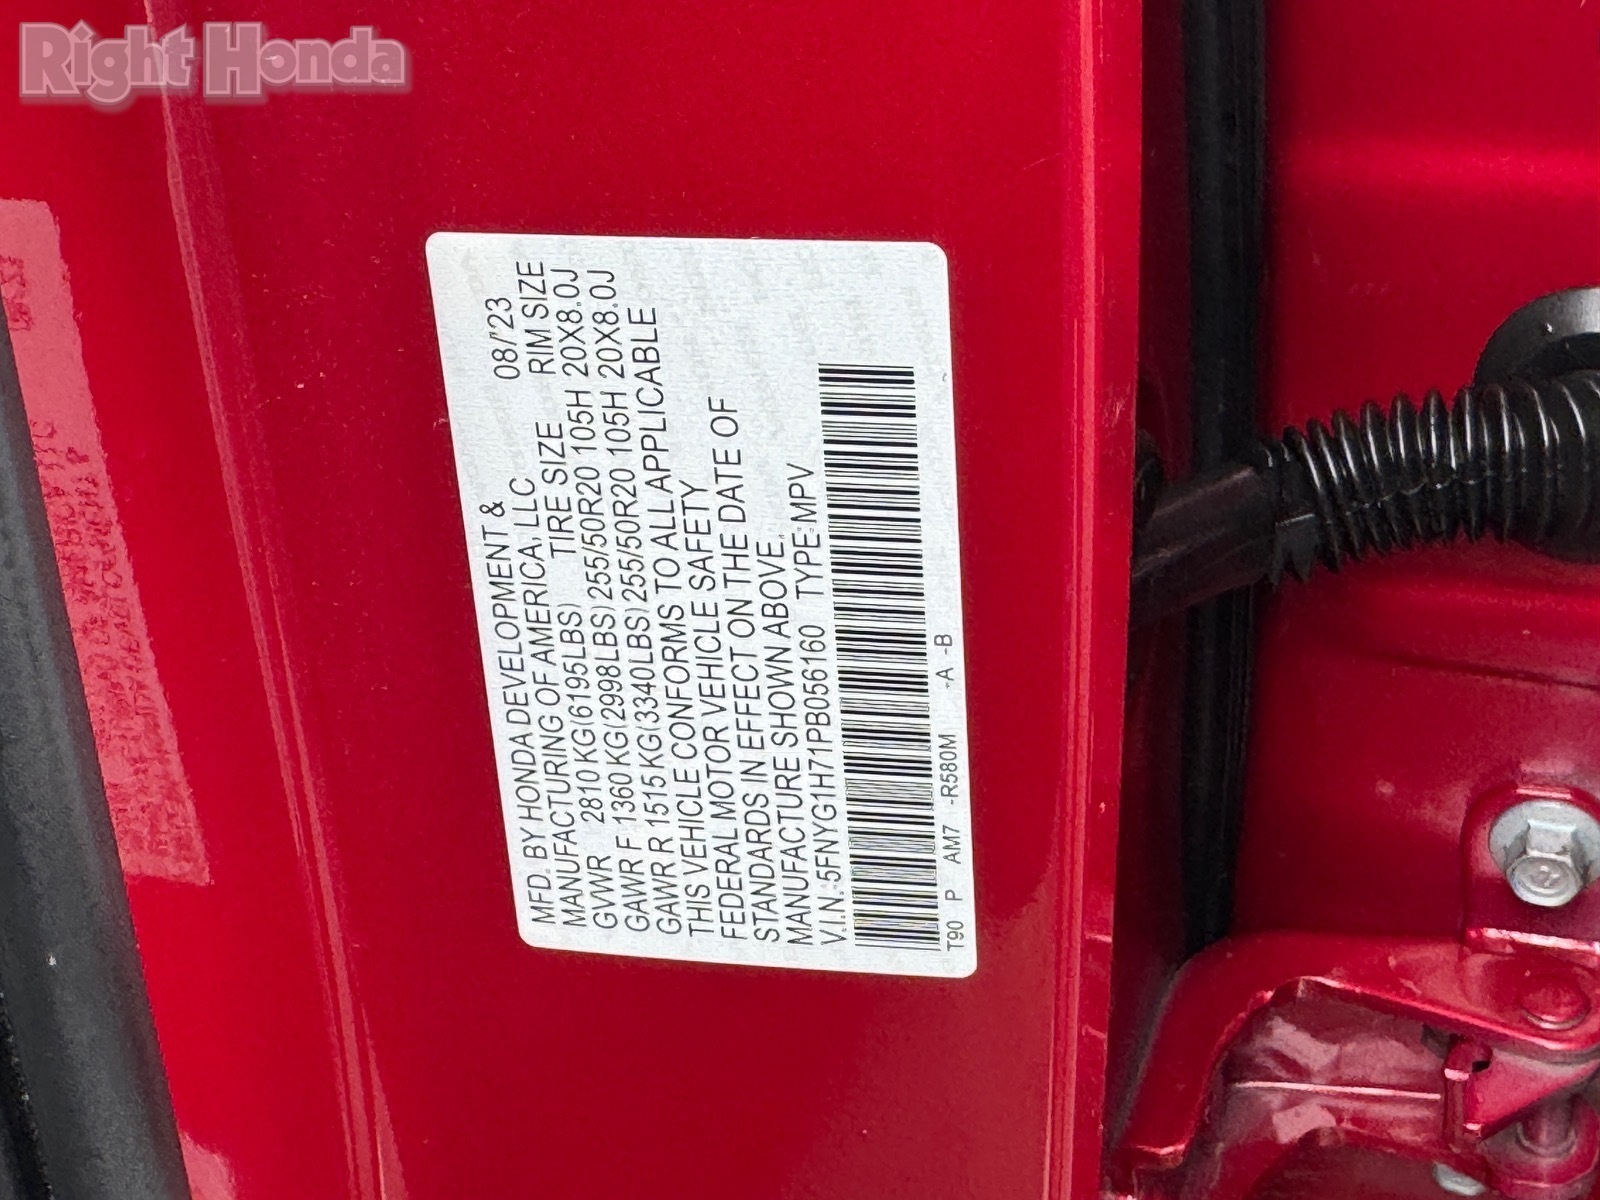 Right Honda
MFD. BY HONDA DEVELOPMENT & 08/'23
MANUFACTURING OF AMERICA, LLC
TIRE SIZE RIM SIZE
GVWR 2810 KG(6195LBS)
GAWR F 1360 KG(2998LBS) 255/50R20 105H 20X8.0J
GAWR R 1515 KG(3340LBS) 255/50R20 105H 20X8.0J
THIS VEHICLE CONFORMS TO ALL APPLICABLE
FEDERAL MOTOR VEHICLE SAFETY
STANDARDS IN EFFECT ON THE DATE OF
MANUFACTURE SHOWN ABOVE.
V.I.N.:5FNYG1H71PB056160 TYPE:MPV
T90 P AM7 -R580M -A -B